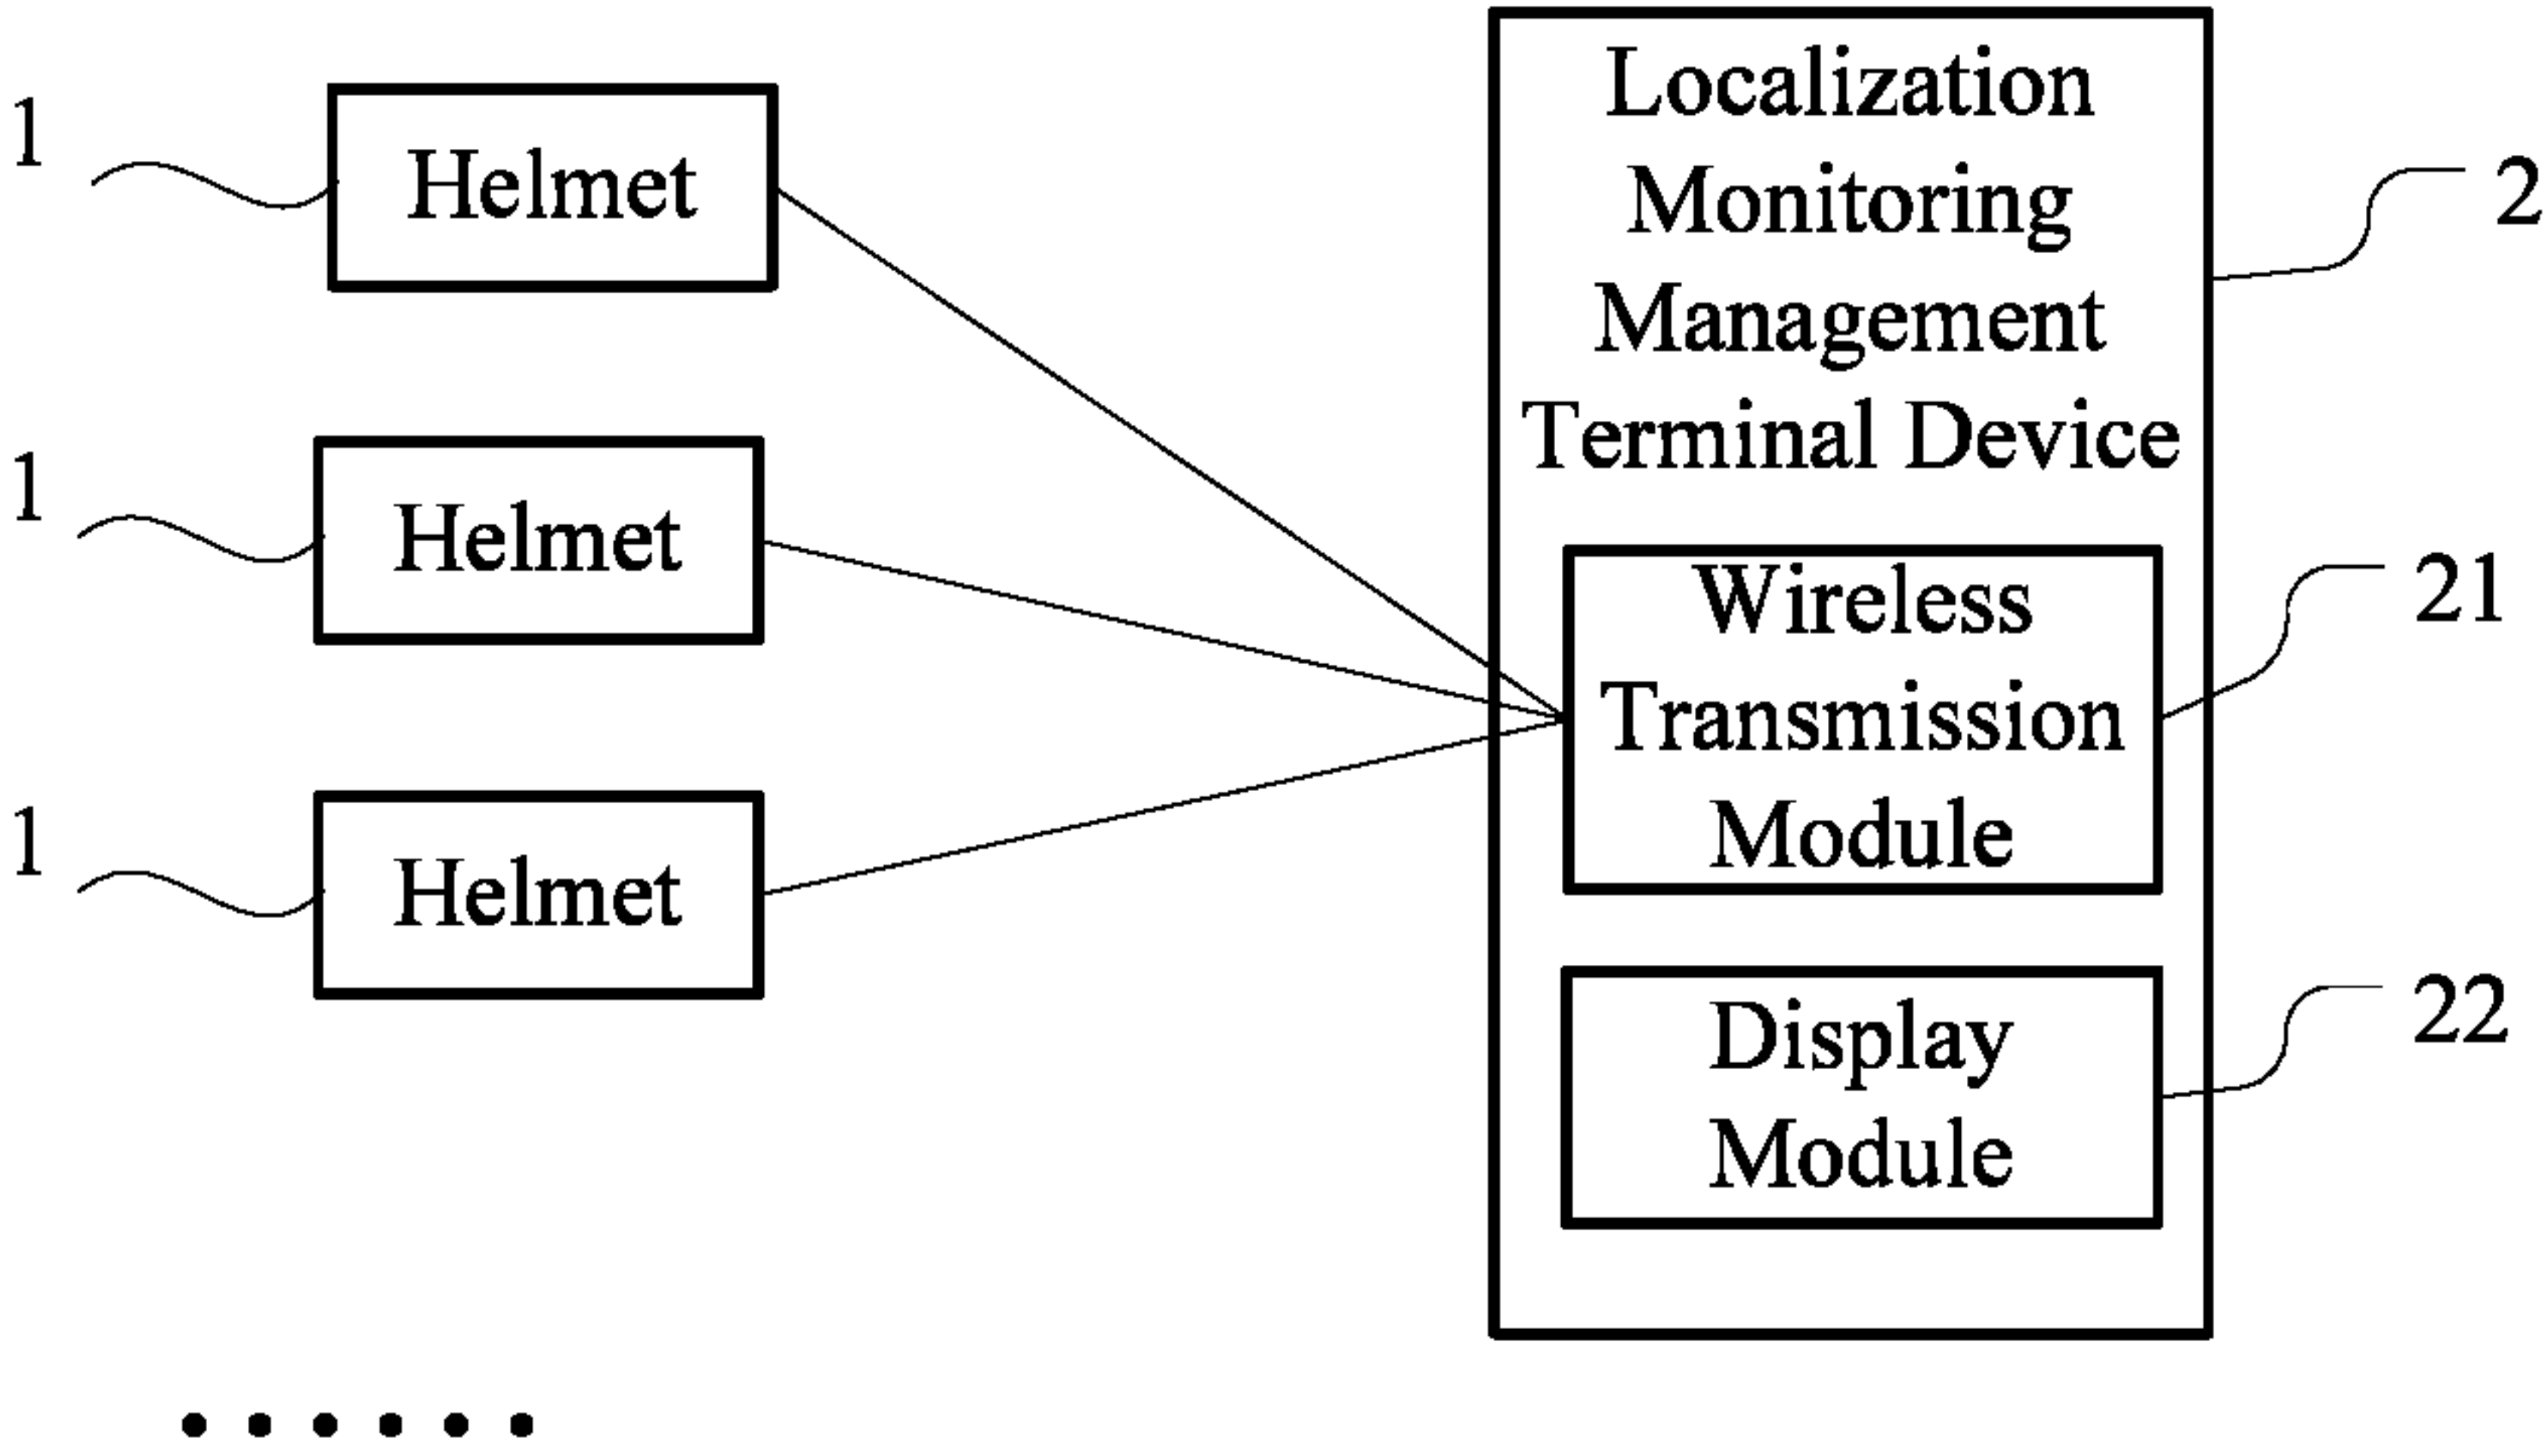 1
Helmet
1
Helmet
1
Helmet
Localization
Monitoring
Management
Terminal Device
2
Wireless
Transmission
Module
21
Display
Module
22
......